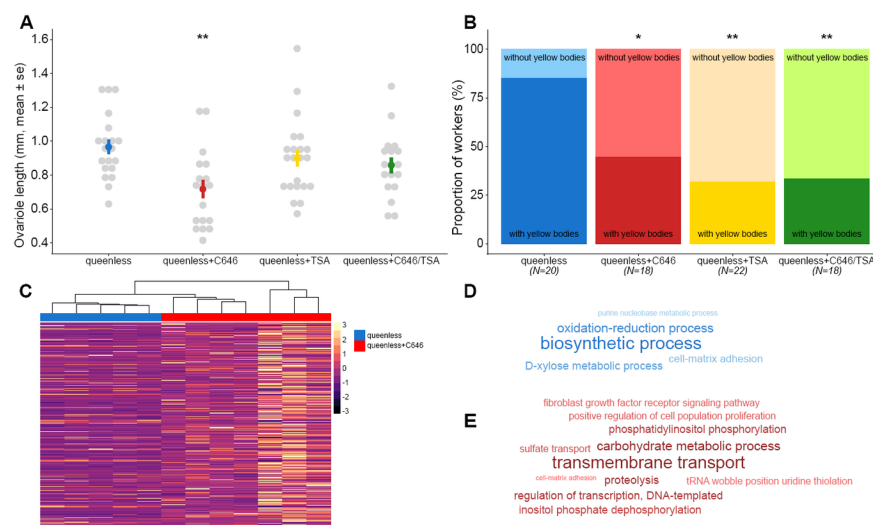 A
1.6
1.4
1.2
1.0
0.8
0.6
0.4
Ovariole length (mm, mean ± se)
**
queenless
queenless+C646
queenless+TSA
queenless+C646/TSA
B
100
75
50
25
0
Proportion of workers (%)
*
**
**
without yellow bodies
without yellow bodies
without yellow bodies
without yellow bodies
with yellow bodies
with yellow bodies
with yellow bodies
with yellow bodies
queenless
(N=20)
queenless+C646
(N=18)
queenless+TSA
(N=22)
queenless+C646/TSA
(N=18)
C
3
2
1
0
-1
-2
-3
queenless
queenless+C646
D
purine nucleobase metabolic process
oxidation-reduction process
biosynthetic process
cell-matrix adhesion
D-xylose metabolic process
E
fibroblast growth factor receptor signaling pathway
positive regulation of cell population proliferation
phosphatidylinositol phosphorylation
sulfate transport
carbohydrate metabolic process
transmembrane transport
cell-matrix adhesion
proteolysis
tRNA wobble position uridine thiolation
regulation of transcription, DNA-templated
inositol phosphate dephosphorylation